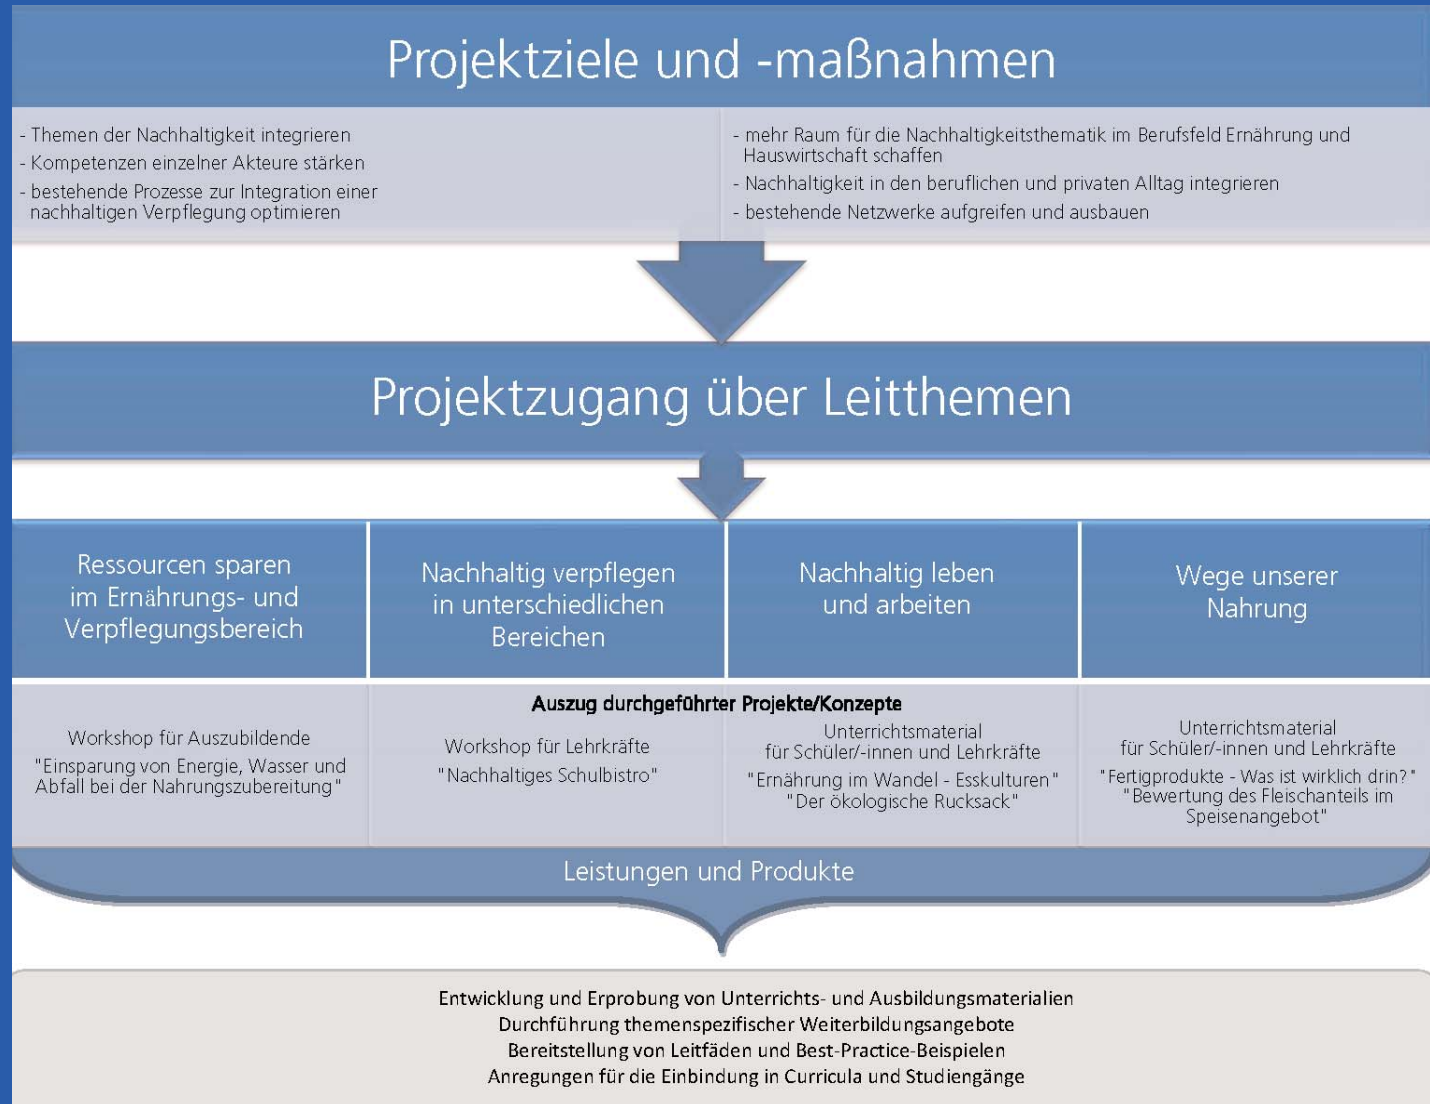 Projektziele und -maßnahmen
- Themen der Nachhaltigkeit integrieren
- Kompetenzen einzelner Akteure stärken
- bestehende Prozesse zur Integration einer
nachhaltigen Verpflegung optimieren
- mehr Raum für die Nachhaltigkeitsthematik im Berufsfeld Ernährung und
Hauswirtschaft schaffen
- Nachhaltigkeit in den beruflichen und privaten Alltag integrieren
- bestehende Netzwerke aufgreifen und ausbauen
Projektzugang über Leitthemen
Ressourcen sparen
im Ernährungs- und
Verpflegungsbereich
Nachhaltig verpflegen
in unterschiedlichen
Bereichen
Nachhaltig leben
und arbeiten
Wege unserer
Nahrung
Auszug durchgeführter Projekte/Konzepte
Workshop für Auszubildende
"Einsparung von Energie, Wasser und
Abfall bei der Nahrungszubereitung"
Workshop für Lehrkräfte
"Nachhaltiges Schulbistro"
Unterrichtsmaterial
für Schüler/-innen und Lehrkräfte
"Ernährung im Wandel - Esskulturen"
"Der ökologische Rucksack"
Unterrichtsmaterial
für Schüler/-innen und Lehrkräfte
"Fertigprodukte - Was ist wirklich drin?"
"Bewertung des Fleischanteils im
Speisenangebot"
Leistungen und Produkte
Entwicklung und Erprobung von Unterrichts- und Ausbildungsmaterialien
Durchführung themenspezifischer Weiterbildungsangebote
Bereitstellung von Leitfäden und Best-Practice-Beispielen
Anregungen für die Einbindung in Curricula und Studiengänge